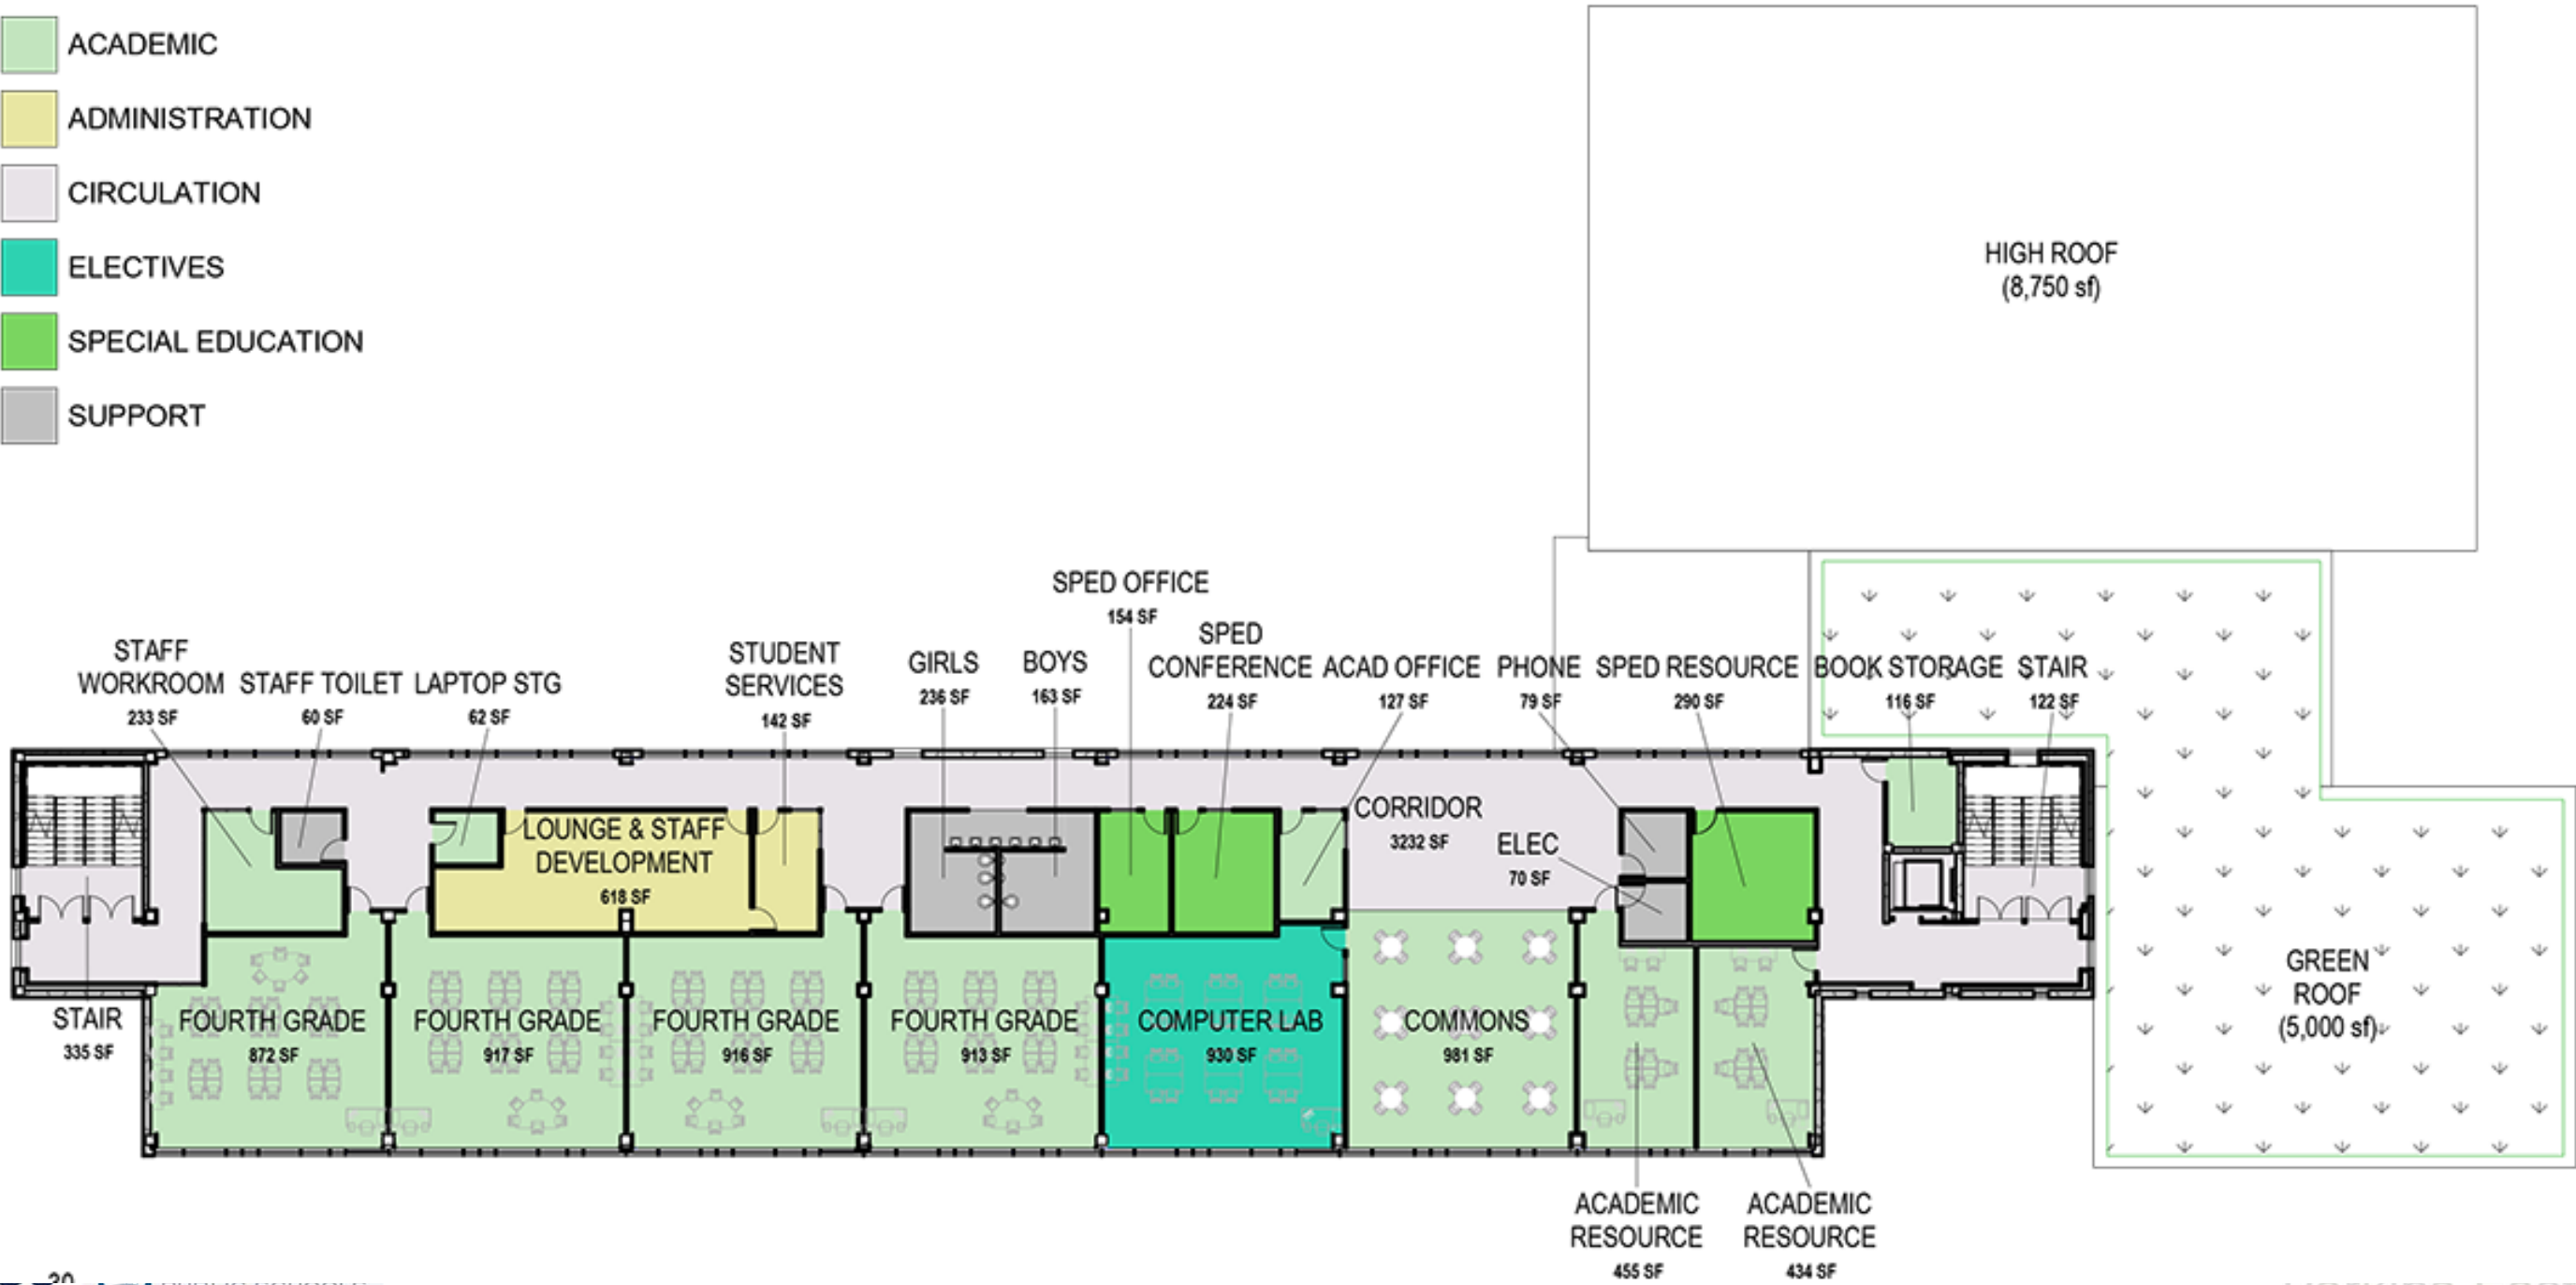 ACADEMIC
ADMINISTRATION
CIRCULATION
ELECTIVES
SPECIAL EDUCATION
SUPPORT
HIGH ROOF
(8,750 sf)
STAFF
WORKROOM
233 SF
STAFF TOILET
60 SF
LAPTOP STG
62 SF
STUDENT
SERVICES
142 SF
GIRLS
236 SF
BOYS
163 SF
SPED OFFICE
154 SF
SPED
CONFERENCE
224 SF
ACAD OFFICE
127 SF
PHONE
79 SF
SPED RESOURCE
290 SF
BOOK STORAGE
116 SF
STAIR
122 SF
LOUNGE & STAFF
DEVELOPMENT
618 SF
CORRIDOR
3232 SF
ELEC
70 SF
STAIR
335 SF
FOURTH GRADE
872 SF
FOURTH GRADE
917 SF
FOURTH GRADE
916 SF
FOURTH GRADE
913 SF
COMPUTER LAB
930 SF
COMMONS
981 SF
GREEN
ROOF
(5,000 sf)
ACADEMIC
RESOURCE
455 SF
ACADEMIC
RESOURCE
434 SF